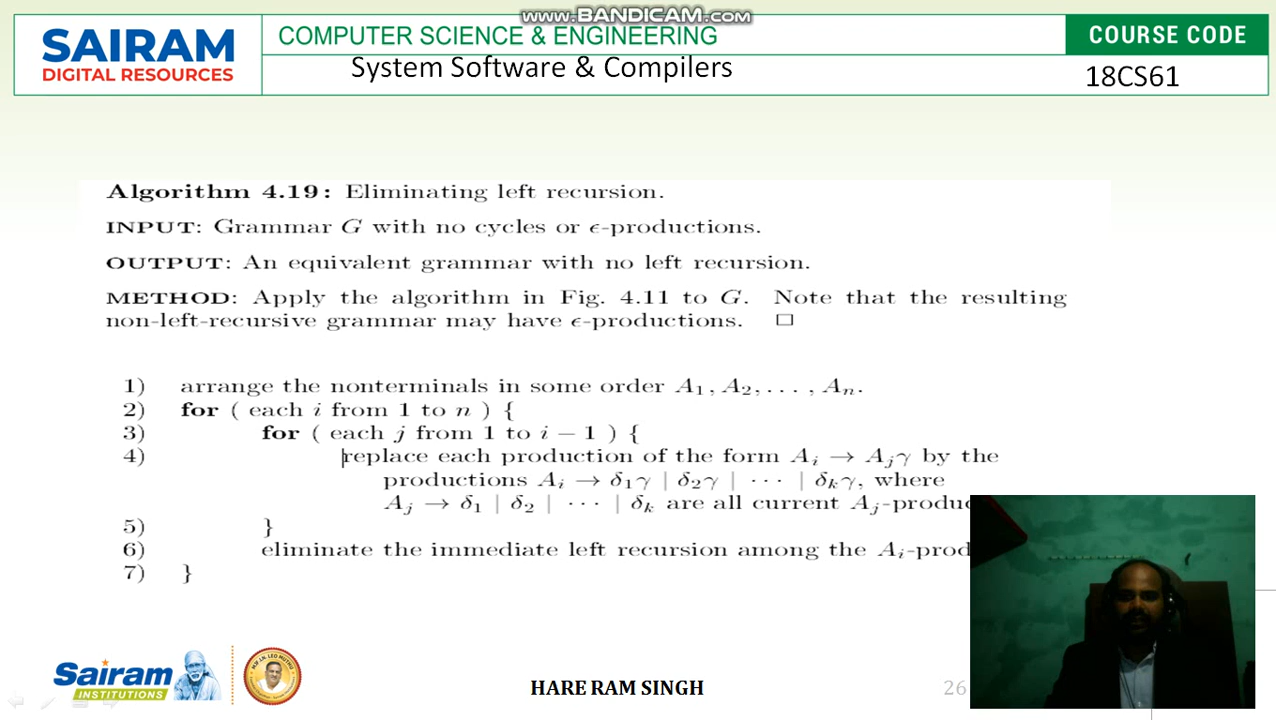 www.BANDICAM.com
SAIRAM
DIGITAL RESOURCES
COMPUTER SCIENCE & ENGINEERING
COURSE CODE
System Software & Compilers
18CS61
Algorithm 4.19: Eliminating left recursion.
INPUT: Grammar G with no cycles or ϵ-productions.
OUTPUT: An equivalent grammar with no left recursion.
METHOD: Apply the algorithm in Fig. 4.11 to G. Note that the resulting
non-left-recursive grammar may have ϵ-productions. □
1) arrange the nonterminals in some order A₁, A₂, . . . , Aₙ.
2) for ( each i from 1 to n ) {
3) for ( each j from 1 to i − 1 ) {
4) replace each production of the form Aᵢ → Aⱼγ by the
productions Aᵢ → δ₁γ | δ₂γ | ··· | δₖγ, where
Aⱼ → δ₁ | δ₂ | ··· | δₖ are all current Aⱼ-produc
5) }
6) eliminate the immediate left recursion among the Aᵢ-prod
7) }
Sairam
INSTITUTIONS
HARE RAM SINGH
26